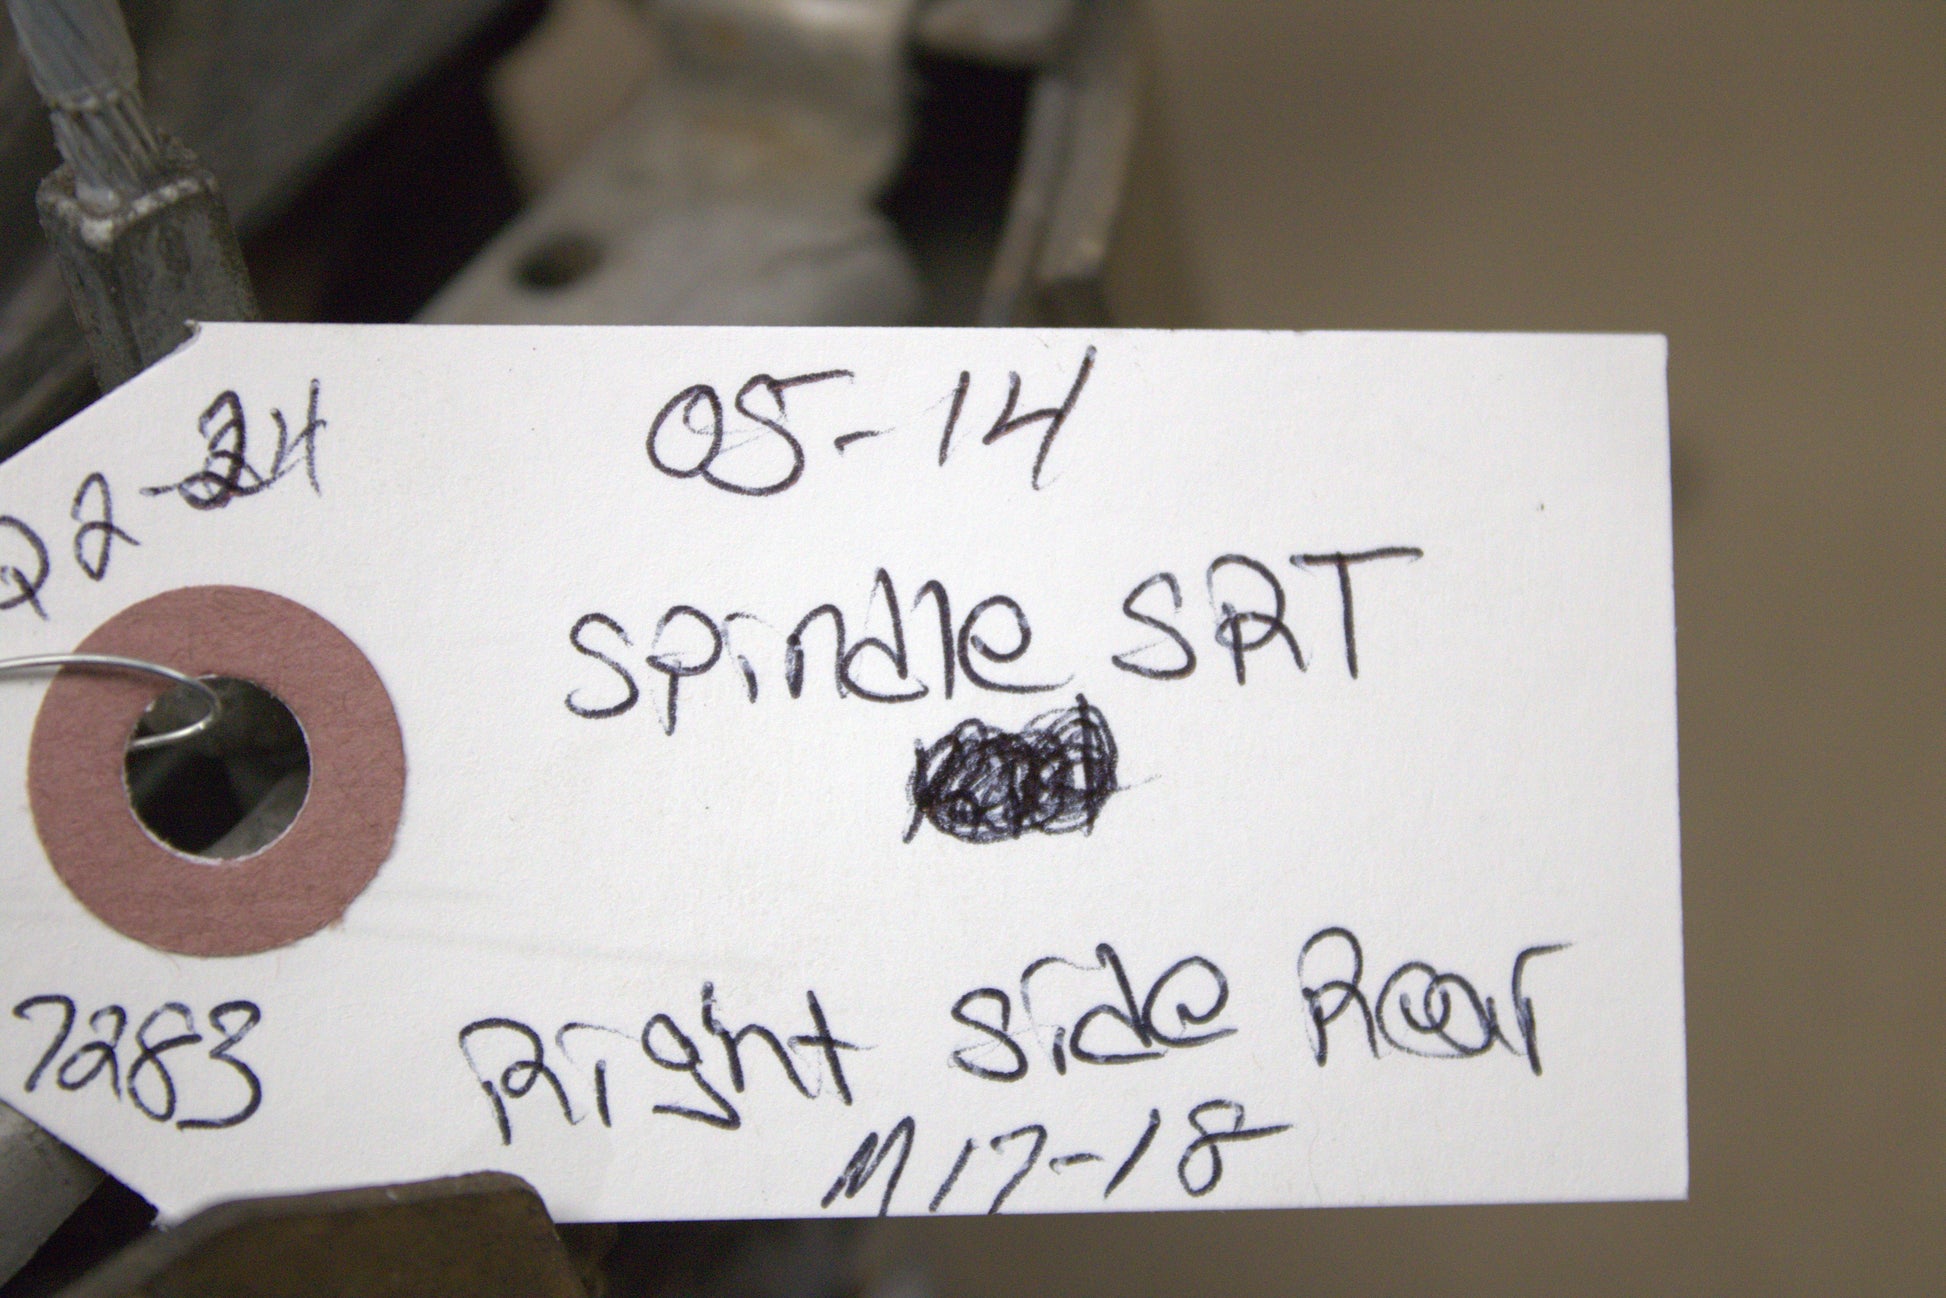 05-14
Q2-24
Spindle SRT
7283
Right side Rear
M17-18